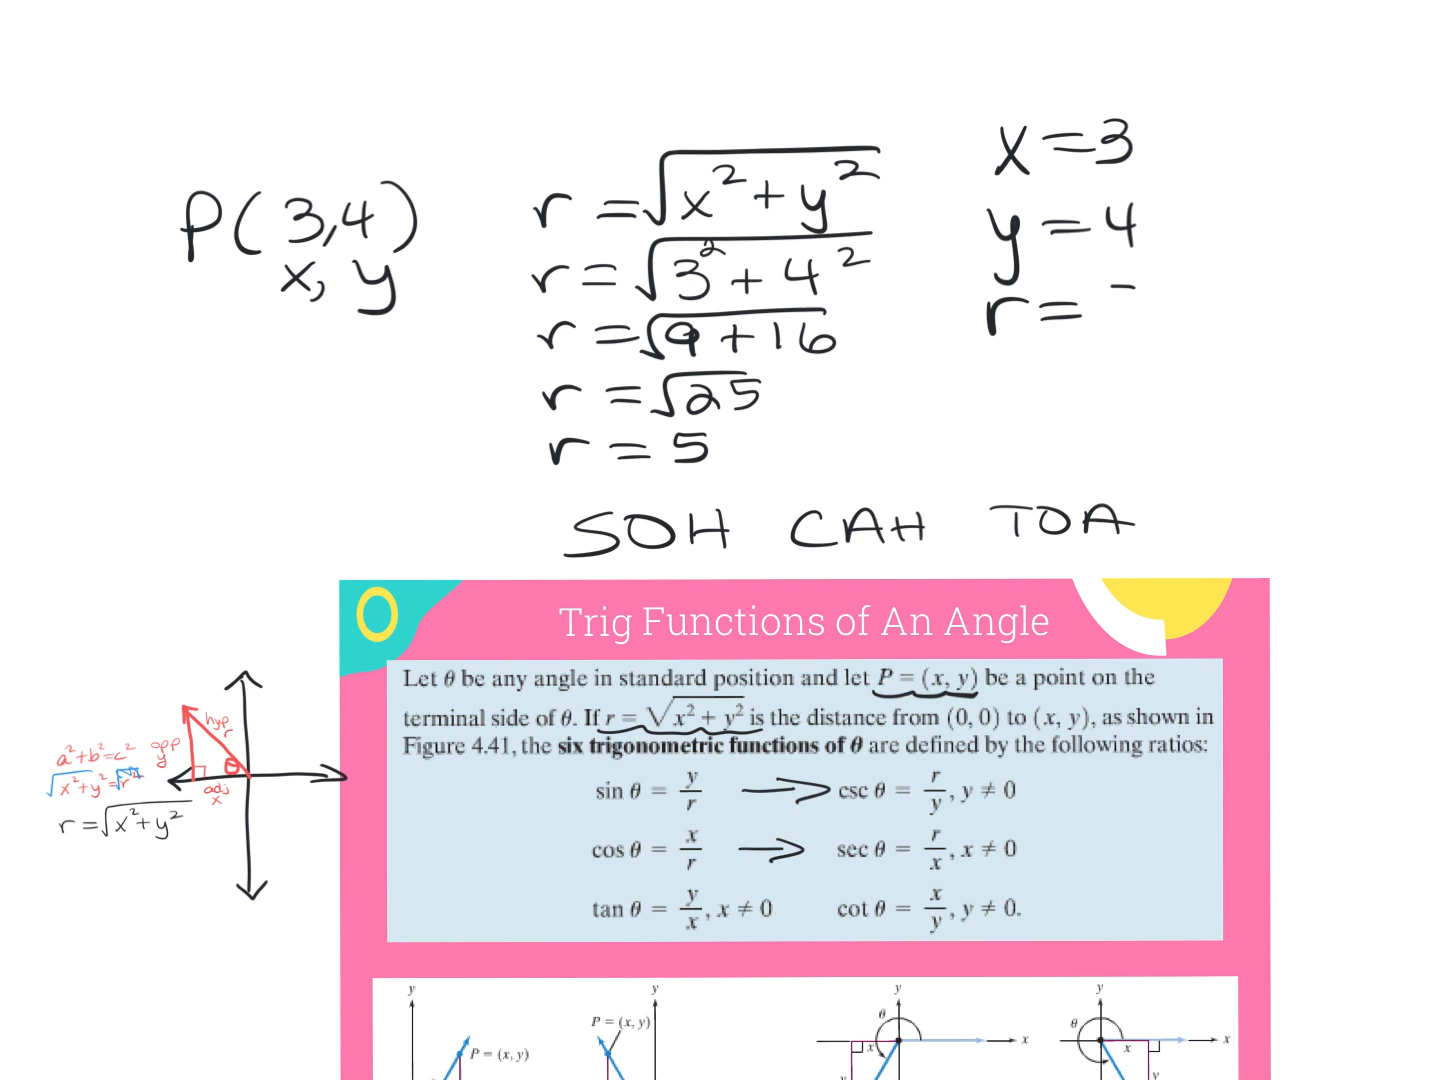 P(3,4)
x, y
r = √x² + y²
r = √3² + 4²
r = √9 + 16
r = √25
r = 5
x = 3
y = 4
r =
SOH CAH TOA
Trig Functions of An Angle
Let θ be any angle in standard position and let P = (x, y) be a point on the
terminal side of θ. If r = √x² + y² is the distance from (0, 0) to (x, y), as shown in
Figure 4.41, the six trigonometric functions of θ are defined by the following ratios:
sin θ = y/r → csc θ = r/y, y ≠ 0
cos θ = x/r → sec θ = r/x, x ≠ 0
tan θ = y/x, x ≠ 0 cot θ = x/y, y ≠ 0.
hyp
r
opp
y
θ
adj
x
a² + b² = c²
√x² + y² = √r²
r = √x² + y²
y
P = (x, y)
y
P = (x, y)
y
θ
x
x
y
y
θ
x
x
y